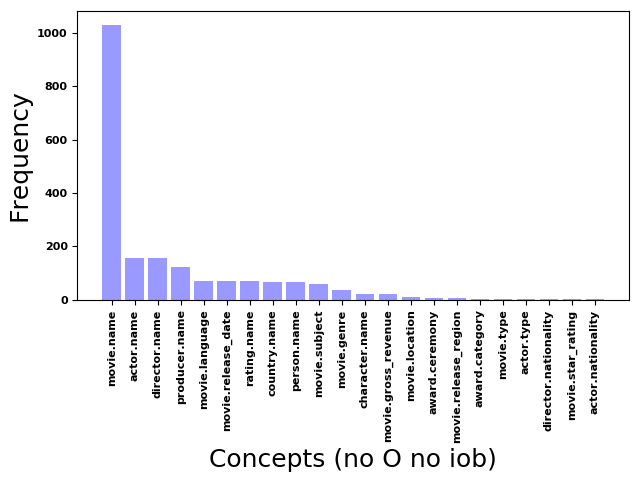 Frequency
1000
800
600
400
200
0
movie.name
actor.name
director.name
producer.name
movie.language
movie.release_date
rating.name
country.name
person.name
movie.subject
movie.genre
character.name
movie.gross_revenue
movie.location
award.ceremony
movie.release_region
award.category
movie.type
actor.type
director.nationality
movie.star_rating
actor.nationality
Concepts (no O no iob)